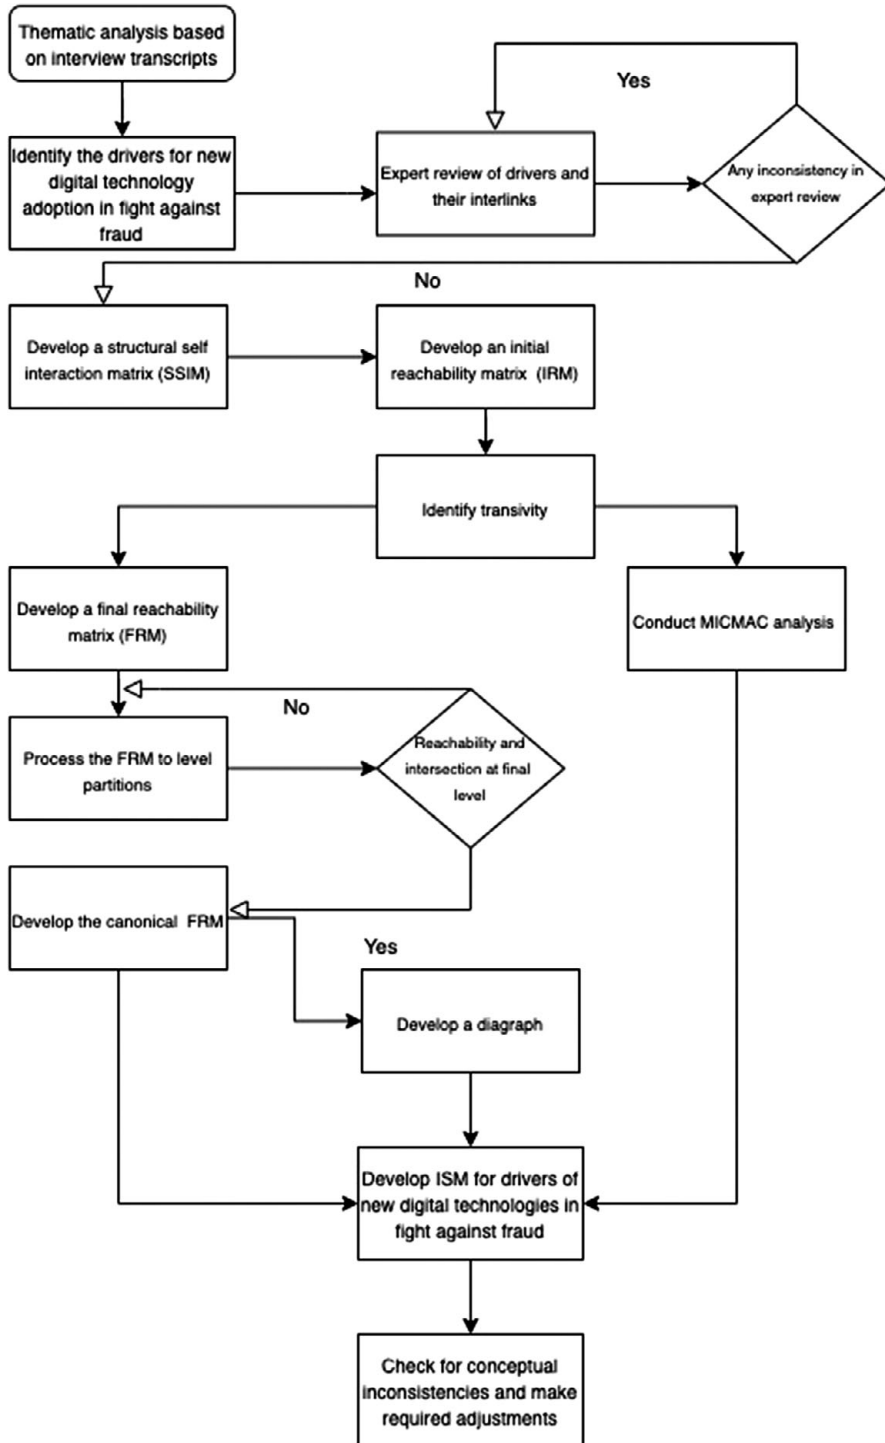 Thematic analysis based
on interview transcripts
Yes
Identify the drivers for new
digital technology
adoption in fight against
fraud
Expert review of drivers and
their interlinks
Any inconsistency in
expert review
No
Develop a structural self
interaction matrix (SSIM)
Develop an initial
reachability matrix (IRM)
Identify transivity
Develop a final reachability
matrix (FRM)
Conduct MICMAC analysis
No
Process the FRM to level
partitions
Reachability and
intersection at final
level
Develop the canonical FRM
Yes
Develop a diagraph
Develop ISM for drivers of
new digital technologies in
fight against fraud
Check for conceptual
inconsistencies and make
required adjustments